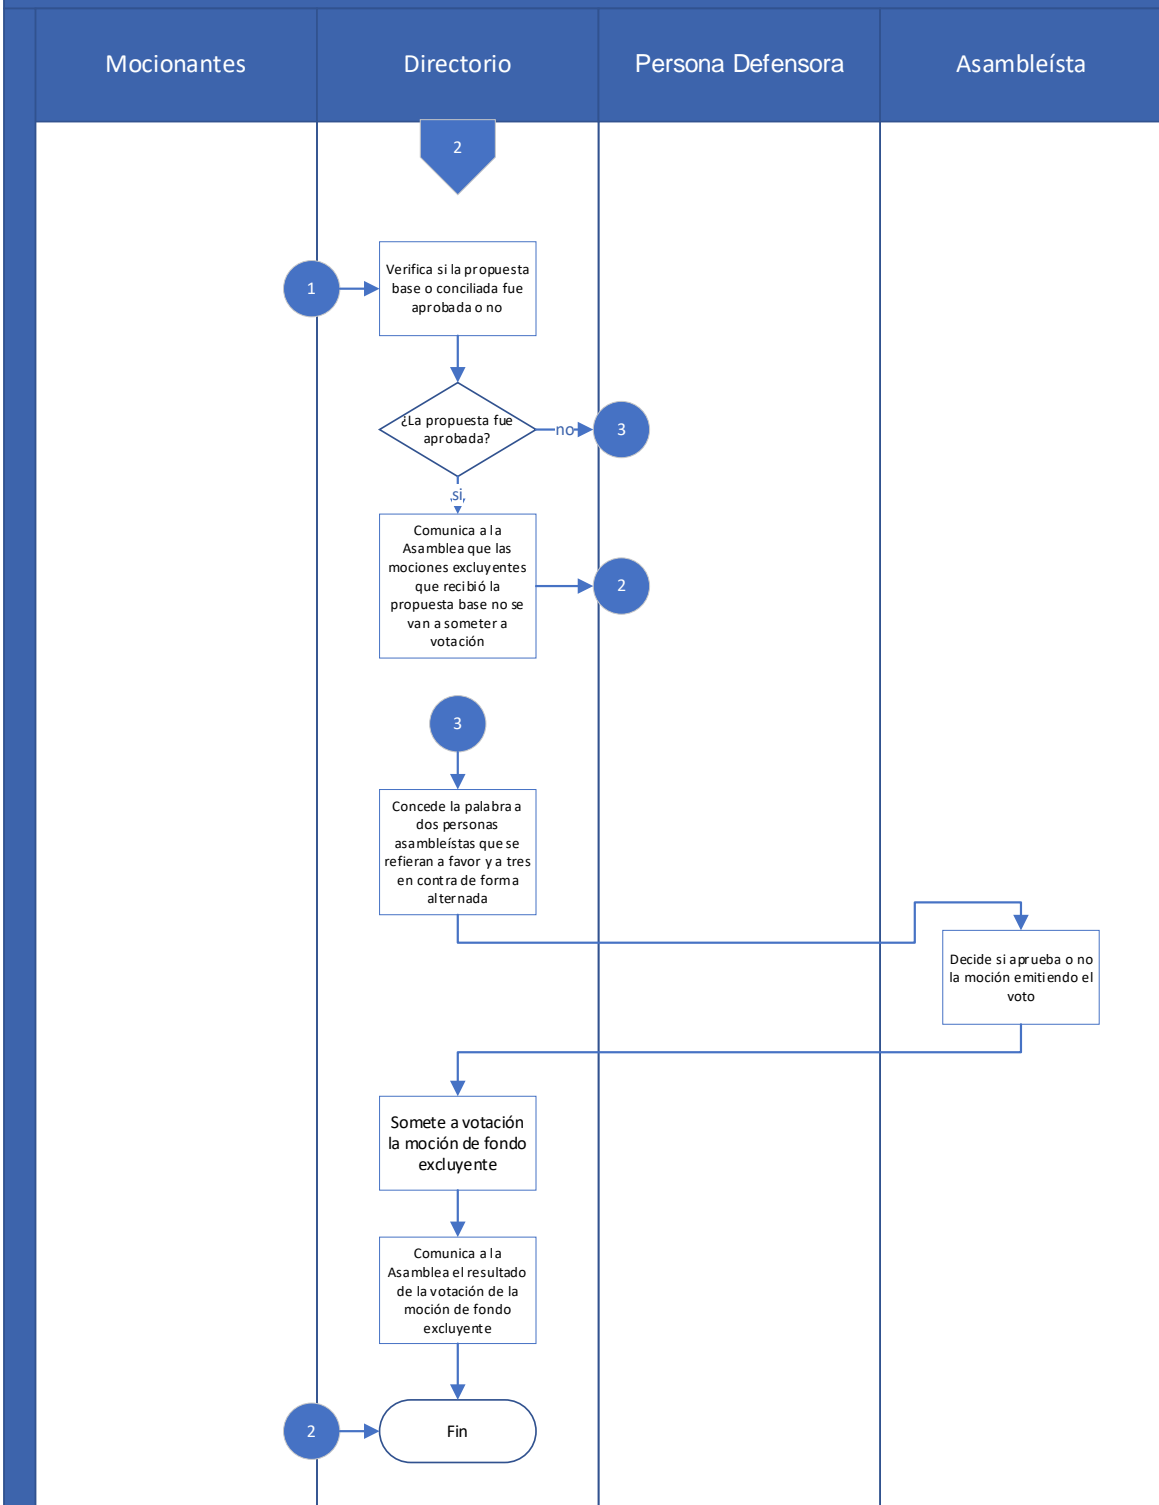 Mocionantes
Directorio
Persona Defensora
Asambleísta
2
Verifica si la propuesta
base o conciliada fue
aprobada o no
1
¿La propuesta fue
aprobada?
no
3
si
Comunica a la
Asamblea que las
mociones excluyentes
que recibió la
propuesta base no se
van a someter a
votación
2
3
Concede la palabra a
dos personas
asambleístas que se
refieran a favor y a tres
en contra de forma
alternada
Decide si aprueba o no
la moción emitiendo el
voto
Somete a votación
la moción de fondo
excluyente
Comunica a la
Asamblea el resultado
de la votación de la
moción de fondo
excluyente
2
Fin